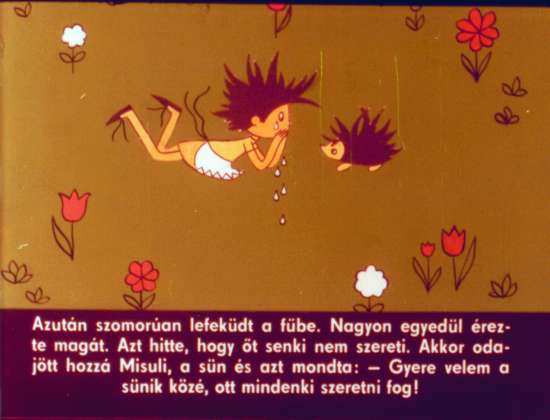 Azután szomorúan lefeküdt a fübe. Nagyon egyedül érez-
te magát. Azt hitte, hogy őt senki nem szereti. Akkor oda-
jött hozzá Misuli, a sün és azt mondta: – Gyere velem a
sünik közé, ott mindenki szeretni fog!